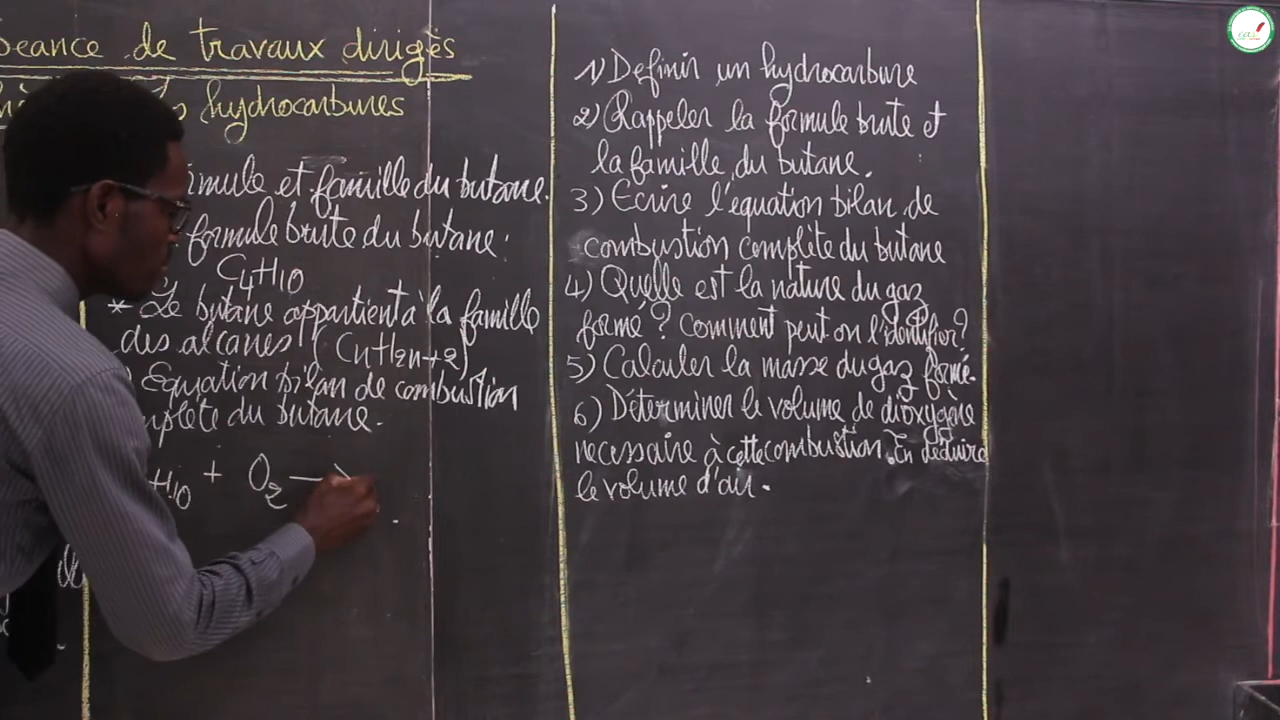 Seance de travaux dirigés
hydrocarbures
formule et famille du butane.
formule brute du butane:
C4H10
* Le butane appartient à la famille
des alcanes (CnH2n+2)
Equation bilan de combustion
complète du butane.
H10 + O2 →
1) Définir un hydrocarbure
2) Rappeler la formule brute et
la famille du butane.
3) Ecrire l'équation bilan de
combustion complète du butane
4) Quelle est la nature du gaz
formé? Comment peut on l'identifier?
5) Calculer la masse du gaz formé.
6) Déterminer le volume de dioxygène
necessaire à cette combustion. En déduire
le volume d'air.